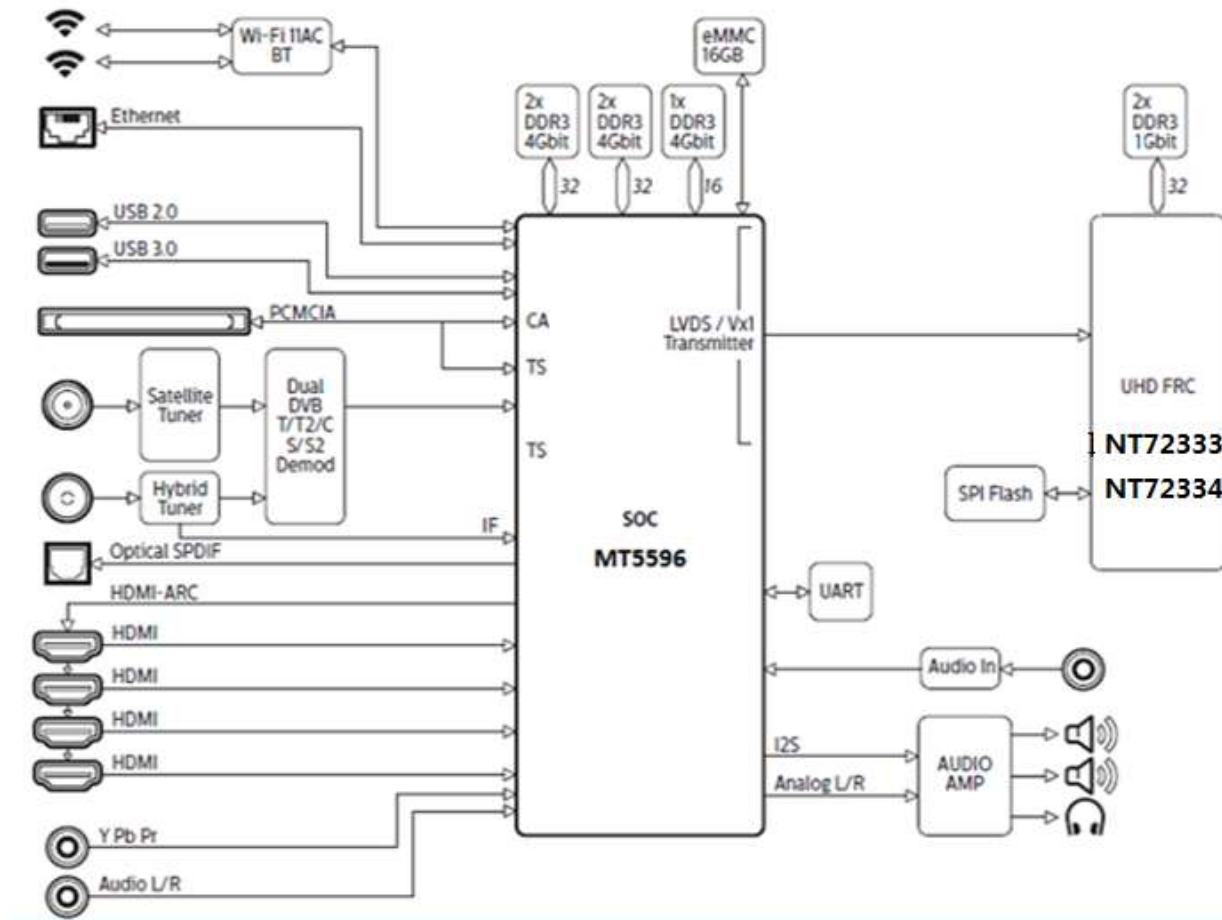 Wi-Fi 11AC
BT
eMMC
16GB
2x
DDR3
4Gbit
2x
DDR3
4Gbit
1x
DDR3
4Gbit
2x
DDR3
1Gbit
32
32
16
32
Ethernet
USB 2.0
USB 3.0
PCMCIA
CA
TS
LVDS / Vx1
Transmitter
Satellite
Tuner
Dual
DVB
T/T2/C
S/S2
Demod
TS
UHD FRC
NT72333
NT72334
SPI Flash
Hybrid
Tuner
IF
SOC
MT5596
Optical SPDIF
HDMI-ARC
UART
HDMI
HDMI
HDMI
HDMI
Audio In
I2S
Analog L/R
AUDIO
AMP
Y Pb Pr
Audio L/R